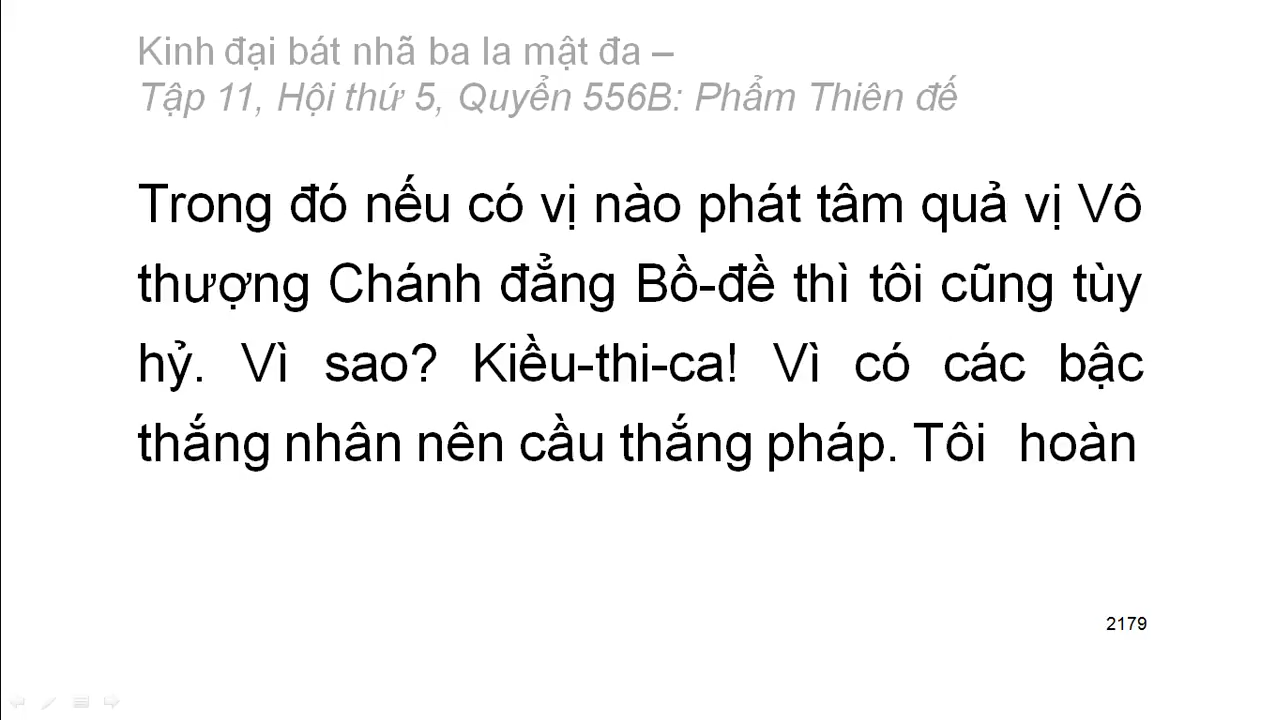 Kinh đại bát nhã ba la mật đa –
Tập 11, Hội thứ 5, Quyển 556B: Phẩm Thiên đế
Trong đó nếu có vị nào phát tâm quả vị Vô
thượng Chánh đẳng Bồ-đề thì tôi cũng tùy
hỷ. Vì sao? Kiều-thi-ca! Vì có các bậc
thắng nhân nên cầu thắng pháp. Tôi hoàn
2179